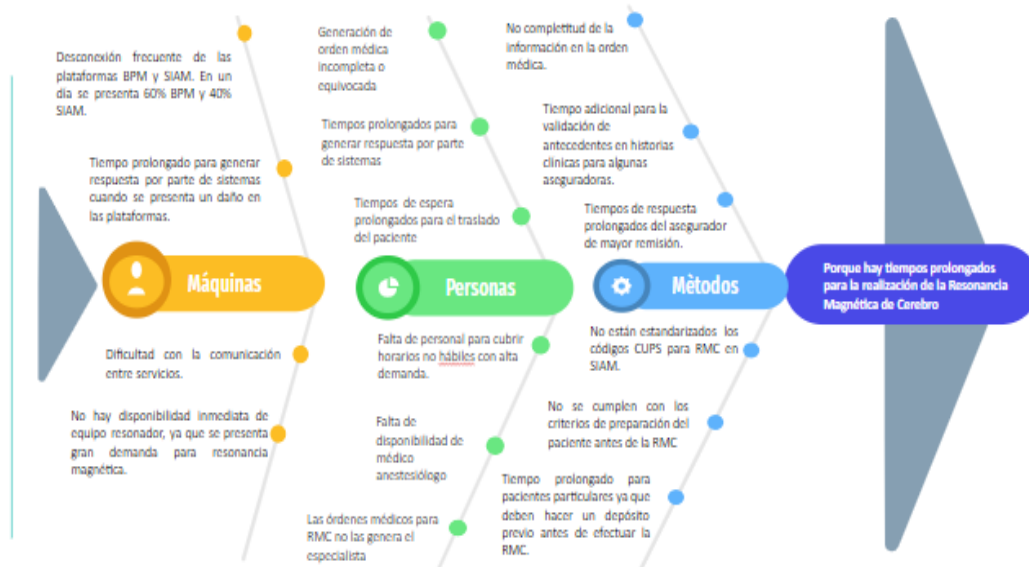 Desconexión frecuente de las
plataformas BPM y SIAM. En un
día se presenta 60% BPM y 40%
SIAM.
Tiempo prolongado para generar
respuesta por parte de sistemas
cuando se presenta un daño en
las plataformas.
Máquinas
Dificultad con la comunicación
entre servicios.
No hay disponibilidad inmediata de
equipo resonador, ya que se presenta
gran demanda para resonancia
magnética.
Generación de
orden médica
incompleta o
equivocada
Tiempos prolongados para
generar respuesta por parte
de sistemas
Tiempos de espera
prolongados para el traslado
del paciente
Personas
Falta de personal para cubrir
horarios no hábiles con alta
demanda.
Falta de
disponibilidad de
médico
anestesiólogo
Las órdenes médicos para
RMC no las genera el
especialista
No completitud de la
información en la orden
médica.
Tiempo adicional para la
validación de
antecedentes en historias
clínicas para algunas
aseguradoras.
Tiempos de respuesta
prolongados del asegurador
de mayor remisión.
Mètodos
No están estandarizados los
códigos CUPS para RMC en
SIAM.
No se cumplen con los
criterios de preparación del
paciente antes de la RMC
Tiempo prolongado para
pacientes particulares ya que
deben hacer un depósito
previo antes de efectuar la
RMC.
Porque hay tiempos prolongados
para la realización de la Resonancia
Magnética de Cerebro